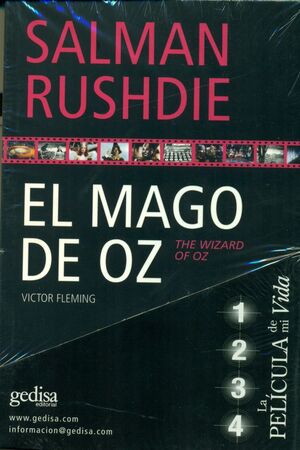 SALMAN
RUSHDIE
EL MAGO
DE OZ
THE WIZARD
OF OZ
VICTOR FLEMING
1
2
3
4
La
PELÍCULA de
mi Vida
gedisa
editorial
www.gedisa.com
informacion@gedisa.com